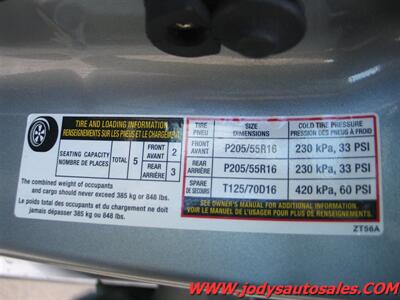 TIRE AND LOADING INFORMATION
RENSEIGNEMENTS SUR LES PNEUS ET LE CHARGEMENT
SEATING CAPACITY
NOMBRE DE PLACES
TOTAL 5
FRONT
AVANT 2
REAR
ARRIÈRE 3
The combined weight of occupants
and cargo should never exceed 385 kg or 848 lbs.
Le poids total des occupants et du chargement ne doit
jamais dépasser 385 kg or 848 lbs.
TIRE
PNEU
SIZE
DIMENSIONS
COLD TIRE PRESSURE
PRESSION DES PNEUS À FROID
FRONT
AVANT
P205/55R16 230 kPa, 33 PSI
REAR
ARRIÈRE
P205/55R16 230 kPa, 33 PSI
SPARE
DE SECOURS
T125/70D16 420 kPa, 60 PSI
SEE OWNER'S MANUAL FOR ADDITIONAL INFORMATION.
VOIR LE MANUEL DE L'USAGER POUR PLUS DE RENSEIGNEMENTS.
ZT56A
www.jodysautosales.com